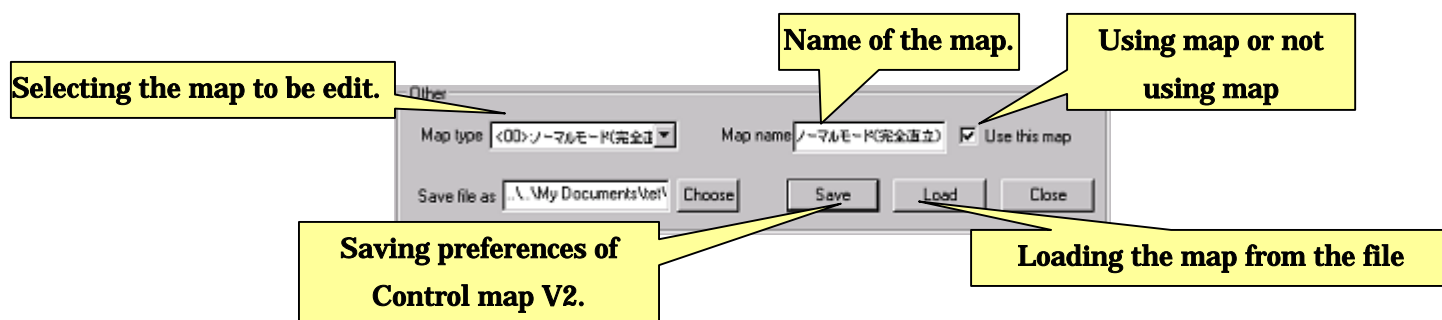 Name of the map.
Using map or not
using map
Selecting the map to be edit.
Other
Map type <00>:ノーマルモード(完全正
Map name ノーマルモード(完全直立)
Use this map
Save file as ..\..\My Documents\tet\
Choose
Save
Load
Close
Saving preferences of
Control map V2.
Loading the map from the file